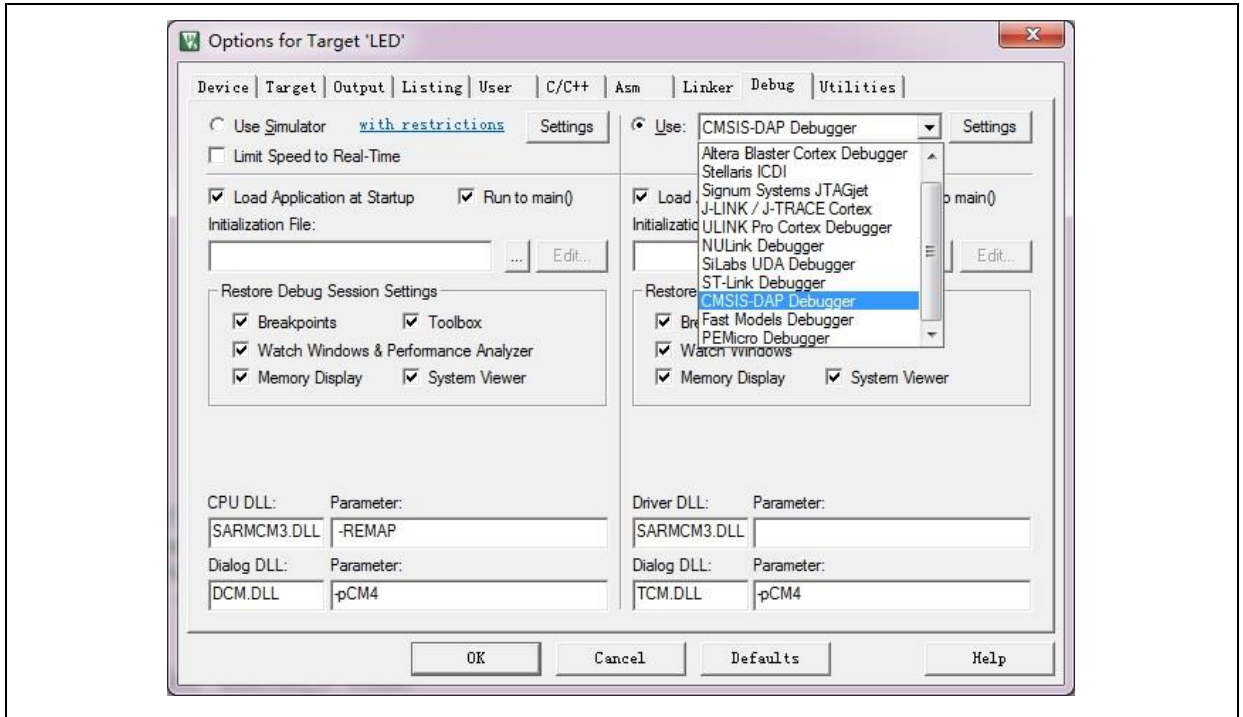 Options for Target 'LED'
Device Target Output Listing User C/C++ Asm Linker Debug Utilities
Use Simulator with restrictions Settings
Limit Speed to Real-Time
Load Application at Startup Run to main()
Initialization File:
... Edit...
Restore Debug Session Settings
Breakpoints Toolbox
Watch Windows & Performance Analyzer
Memory Display System Viewer
CPU DLL: Parameter:
SARMCM3.DLL -REMAP
Dialog DLL: Parameter:
DCM.DLL -pCM4
Use: CMSIS-DAP Debugger Settings
Altera Blaster Cortex Debugger
Stellaris ICDI
Signum Systems JTAGjet
J-LINK / J-TRACE Cortex
ULINK Pro Cortex Debugger
NULink Debugger
SiLabs UDA Debugger
ST-Link Debugger
CMSIS-DAP Debugger
Fast Models Debugger
PEMicro Debugger
Load main()
Edit...
Restore
Watch Windows
Memory Display System Viewer
Driver DLL: Parameter:
SARMCM3.DLL
Dialog DLL: Parameter:
TCM.DLL -pCM4
OK Cancel Defaults Help